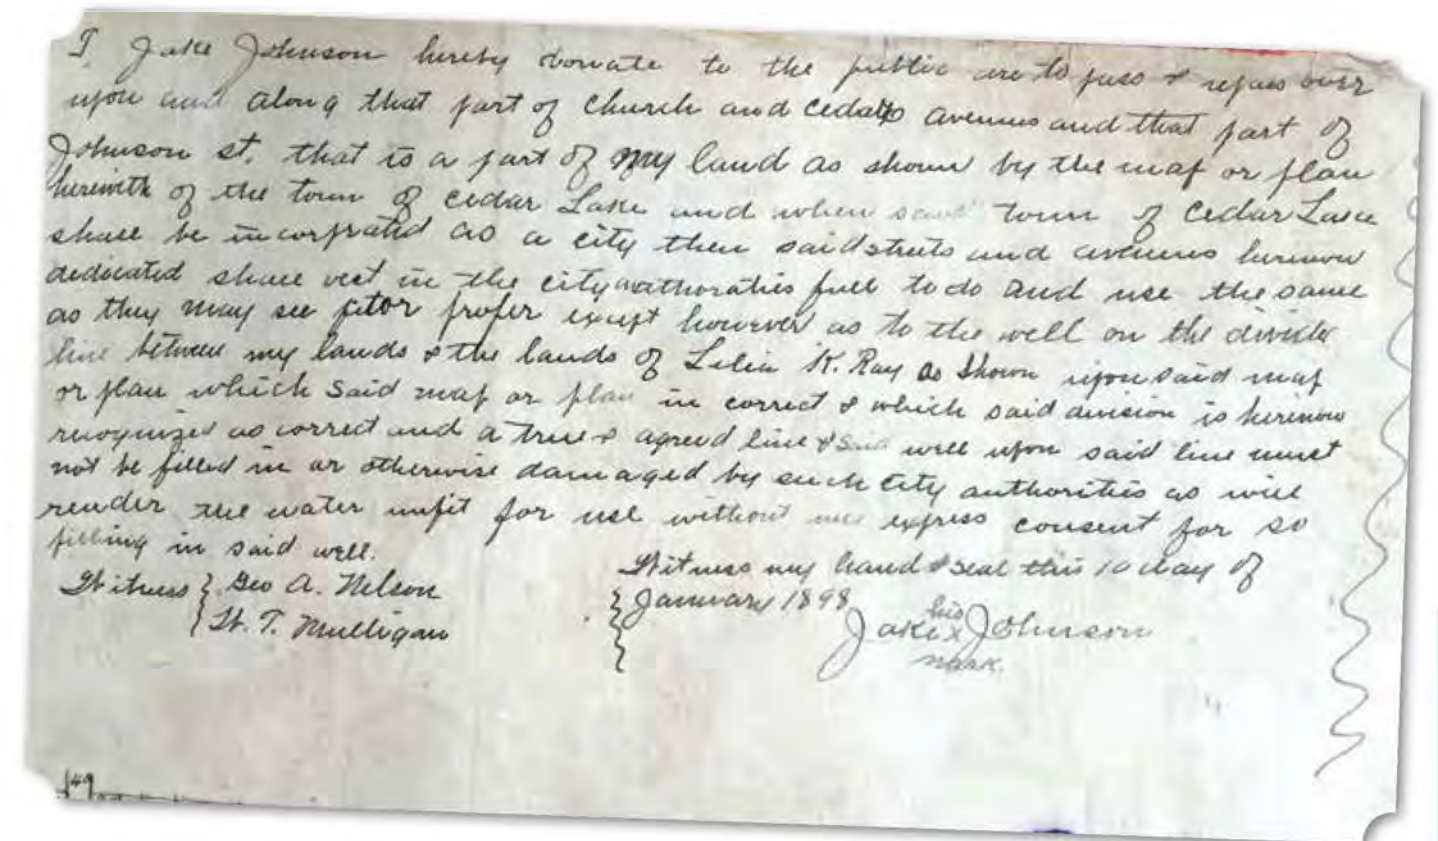 I, Jake Johnson hereby donate to the public use to pass & repass over
upon and along that part of Church and Cedar avenues and that part of
Johnson st. that is a part of my land as shown by the map or plan
herewith of the town of Cedar Lake and when said town of Cedar Lake
shall be incorprated as a city then said streets and avenues hereinow
dedicated shall vest in the city authoraties full to do and use the same
as they may see fit or proper except however as to the well on the divider
line between my lands & the lands of Lelia K. Ray as shown upon said map
or plan which said map or plan in correct & which said division is hereinow
recognized as correct and a true & agreed line & said well upon said line must
not be filled in or otherwise damaged by such City authorities as will
render the water unfit for use without my express consent for so
filling in said well.
Witness my hand & seal this 10 day of
January 1898
Witness } Geo A. Nelson
W. T. Mulligan
his
Jake x Johnson
mark.